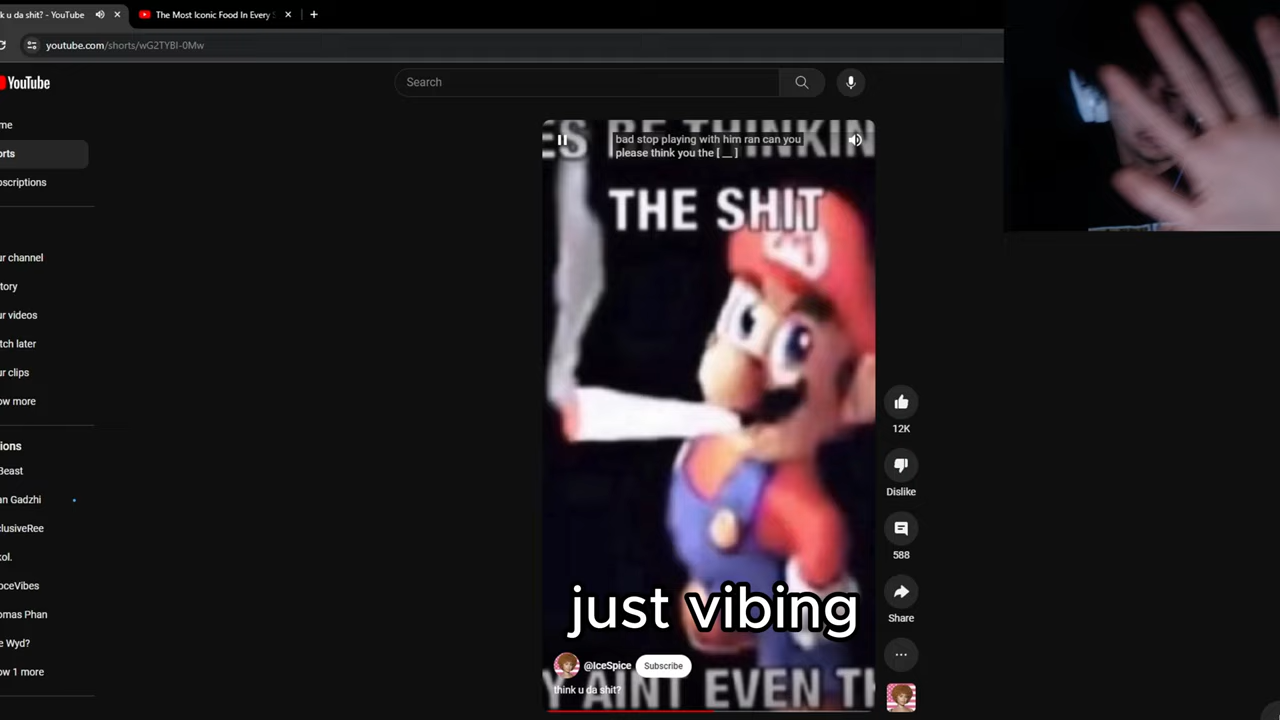 k u da shit? - YouTube
The Most Iconic Food In Every S
youtube.com/shorts/wG2TYBI-0Mw
YouTube
Search
me
orts
bscriptions
ur channel
tory
ur videos
tch later
ur clips
ow more
ions
Beast
an Gadzhi
clusiveRee
kol.
oceVibes
omas Phan
e Wyd?
ow 1 more
ES BE THINKIN
bad stop playing with him ran can you
please think you the [ __ ]
THE SHIT
just vibing
@IceSpice
Subscribe
Y AINT EVEN TH
think u da shit?
12K
Dislike
588
Share